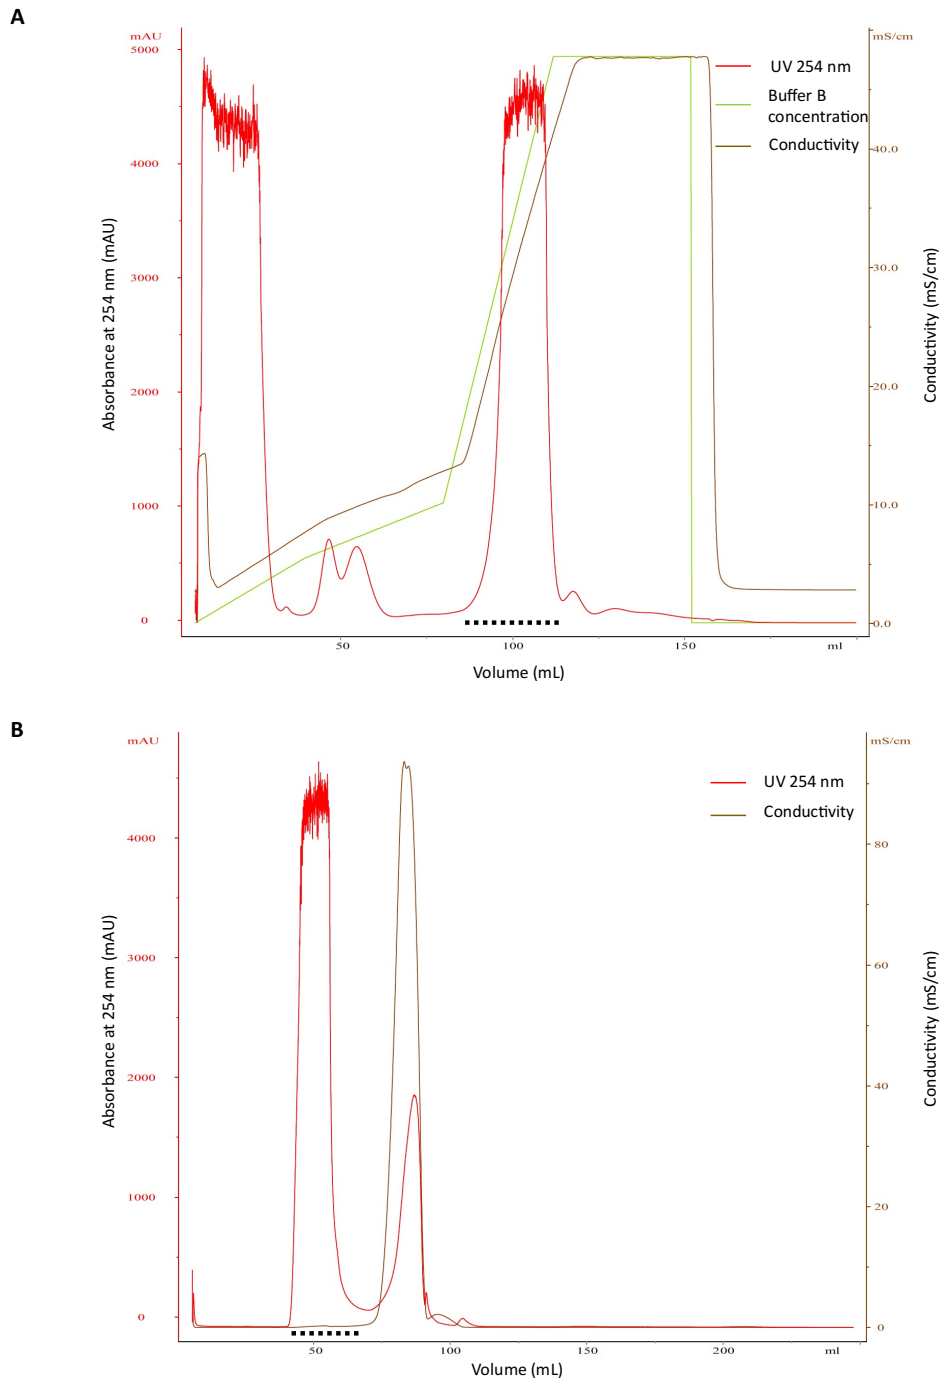 A
mAU
mS/cm
5000
4000
3000
2000
1000
0
40.0
30.0
20.0
10.0
0.0
UV 254 nm
Buffer B
concentration
Conductivity
Absorbance at 254 nm (mAU)
Conductivity (mS/cm)
50
100
150
ml
Volume (mL)
B
mAU
mS/cm
4000
3000
2000
1000
0
80
60
40
20
0
UV 254 nm
Conductivity
Absorbance at 254 nm (mAU)
Conductivity (mS/cm)
50
100
150
200
ml
Volume (mL)